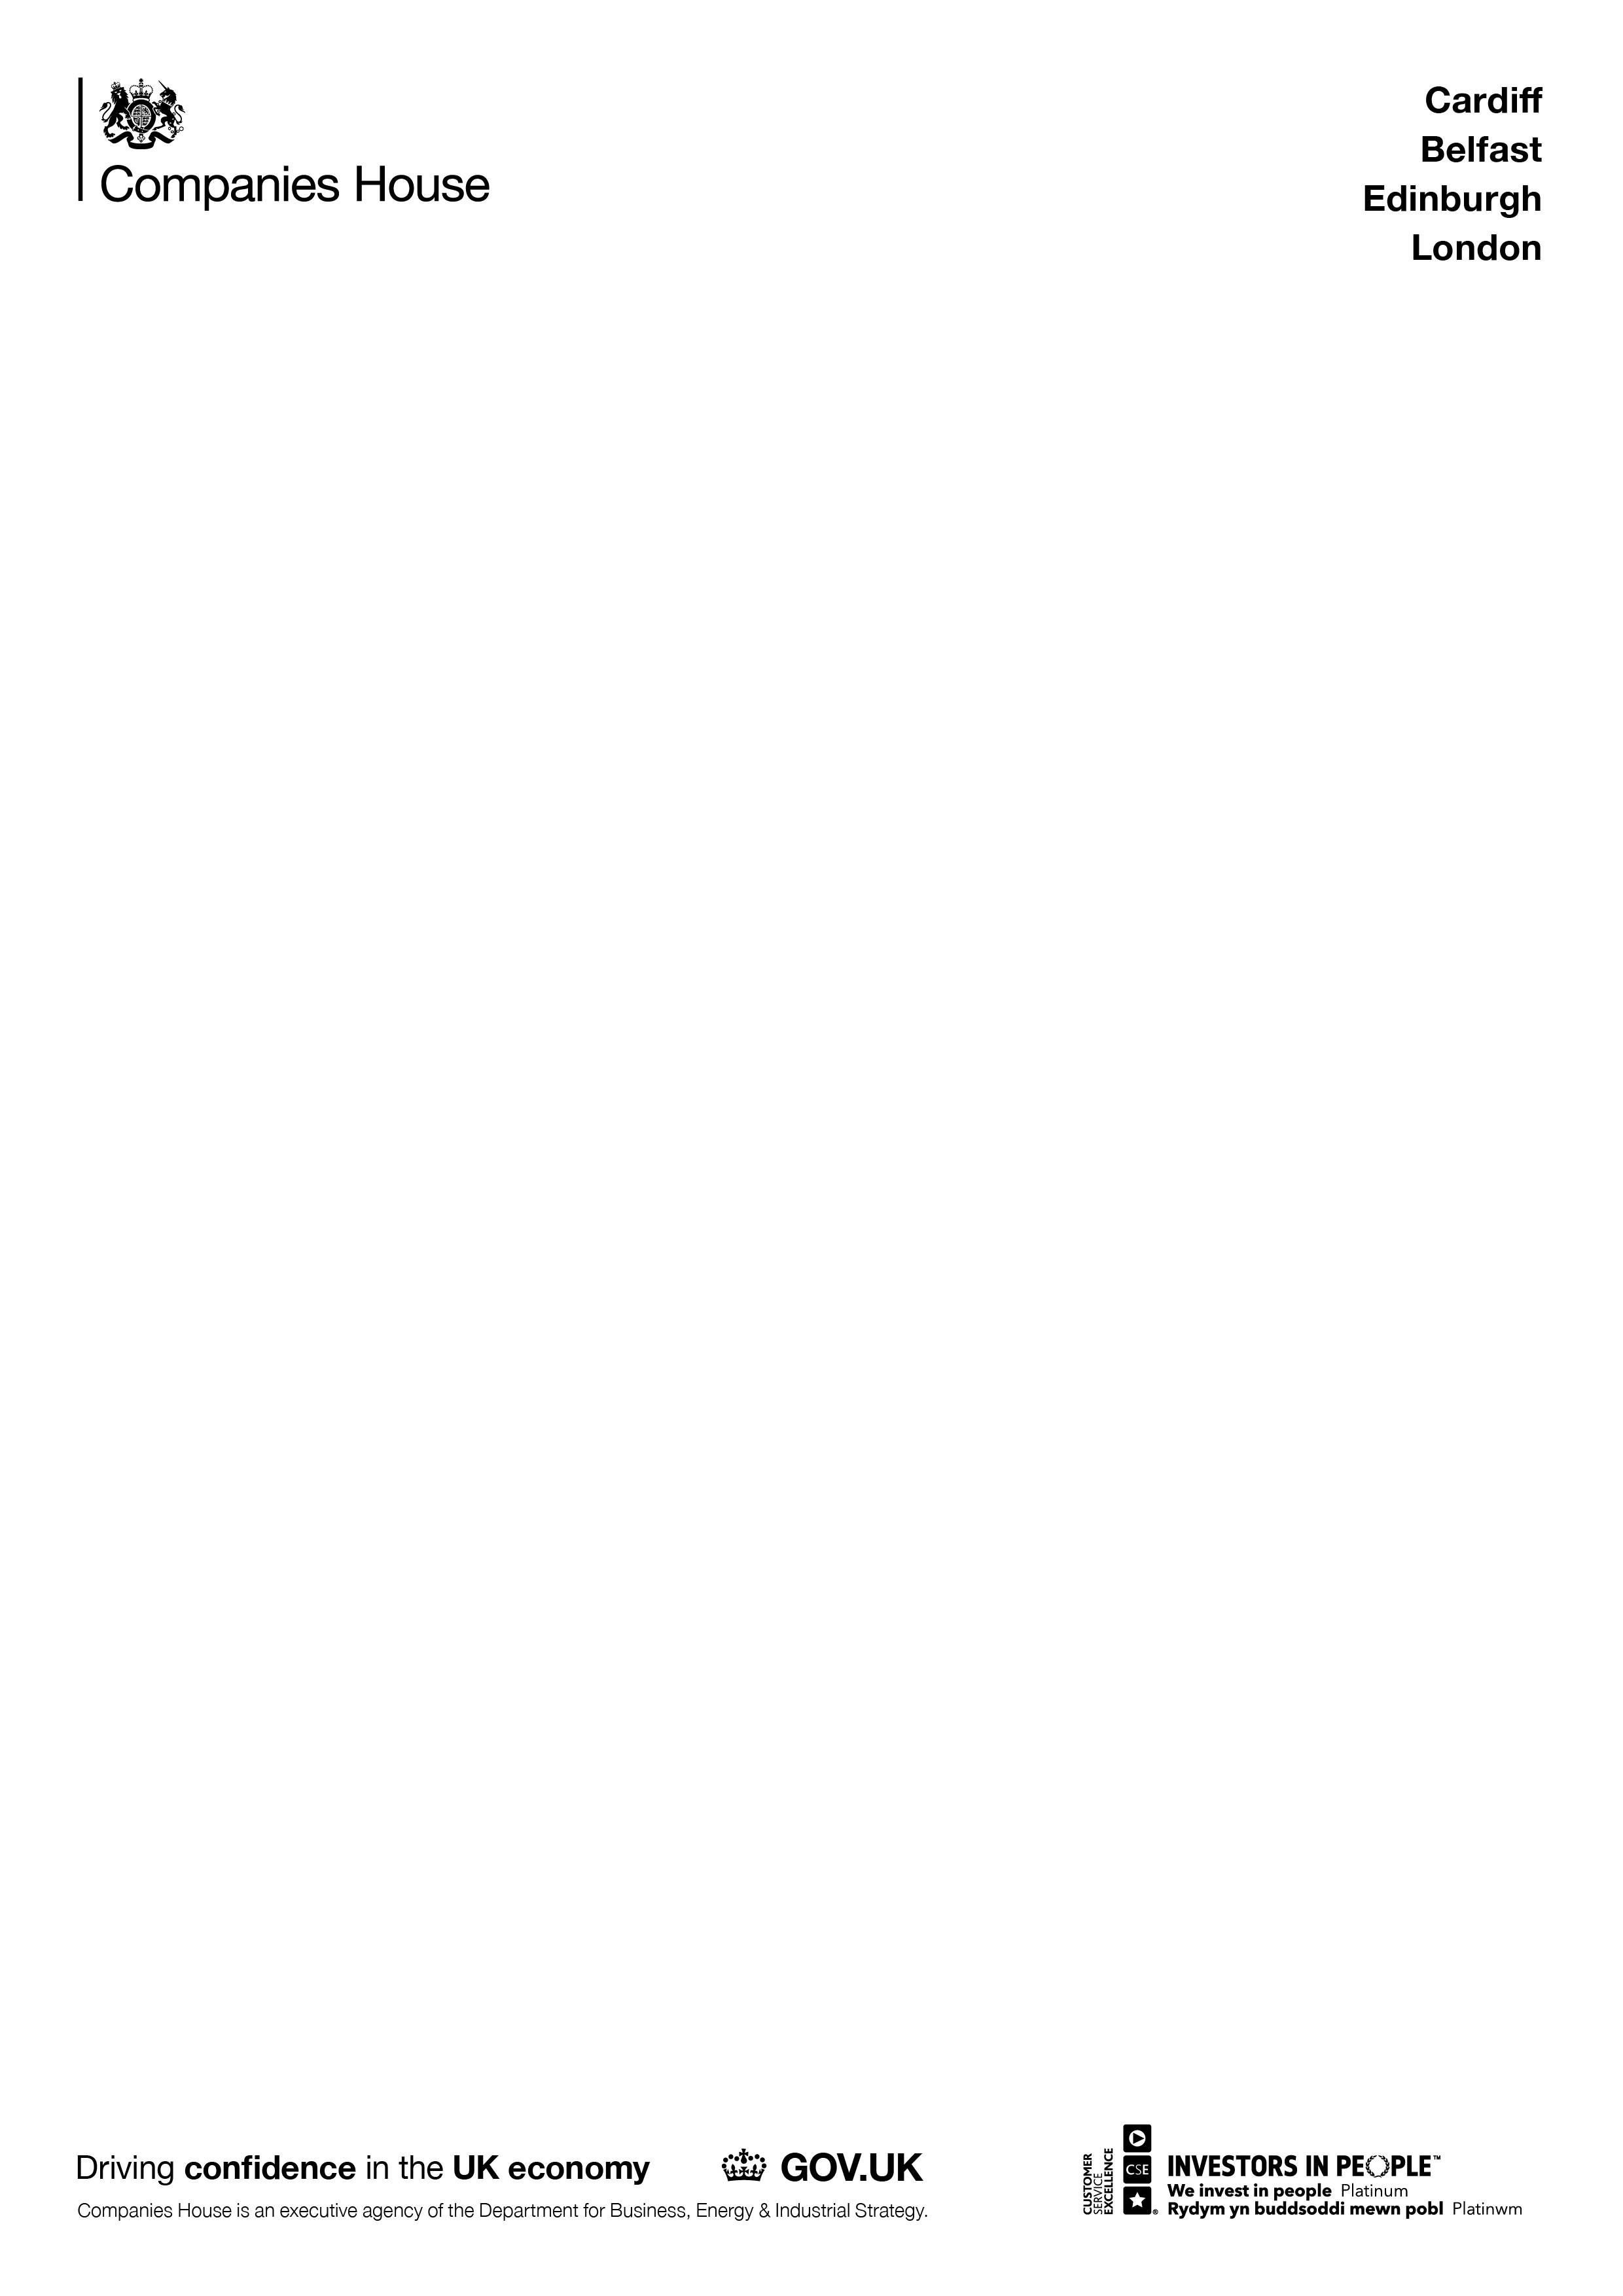 Companies House
Cardiff
Belfast
Edinburgh
London
Driving confidence in the UK economy
GOV.UK
Companies House is an executive agency of the Department for Business, Energy & Industrial Strategy.
CUSTOMER
SERVICE
EXCELLENCE
CSE
®
INVESTORS IN PEOPLE™
We invest in people Platinum
Rydym yn buddsoddi mewn pobl Platinwm